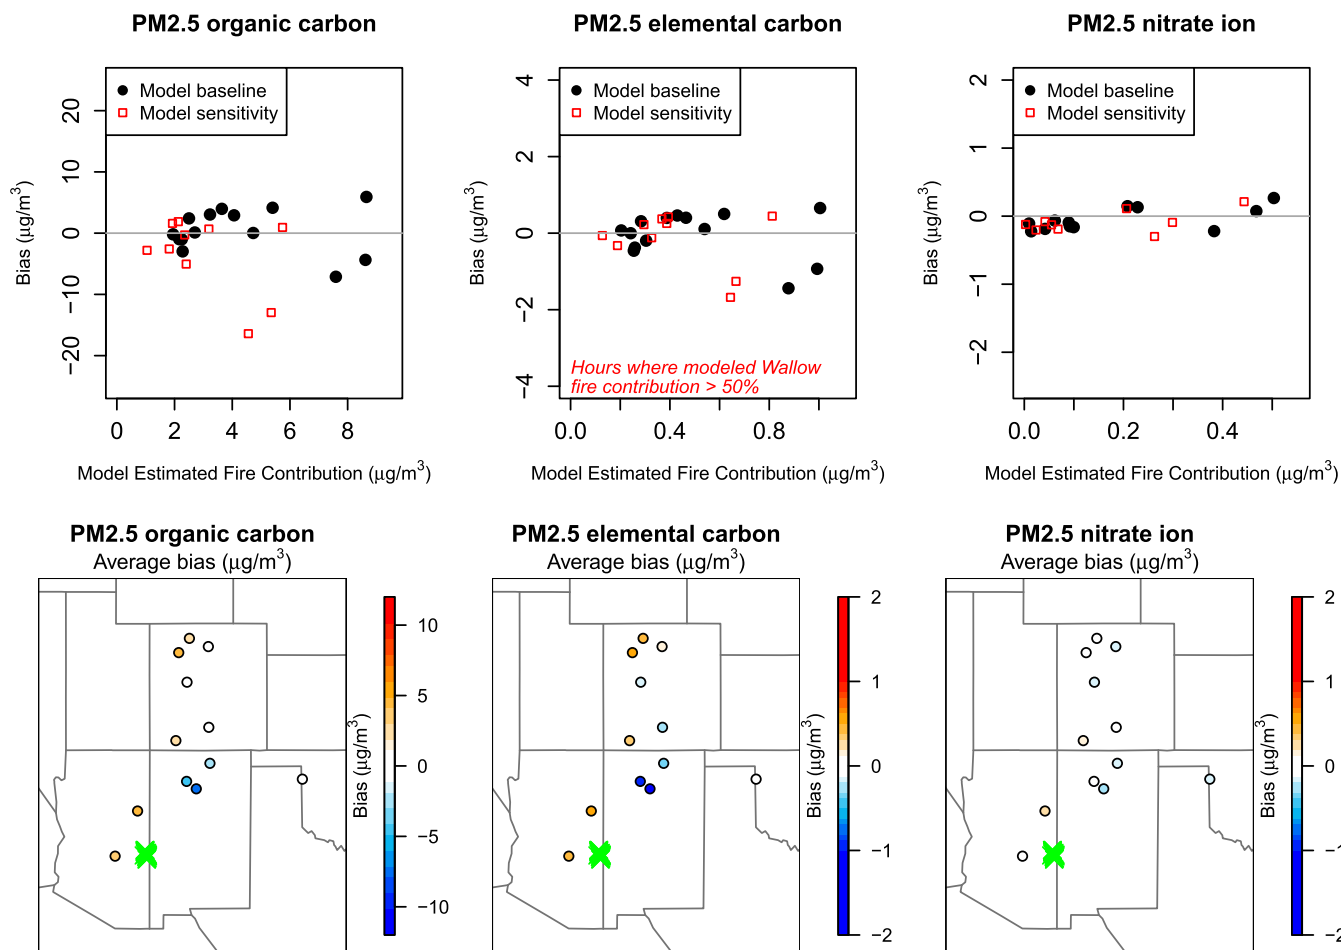 PM2.5 organic carbon
PM2.5 elemental carbon
PM2.5 nitrate ion
Model baseline
Model sensitivity
20
10
0
−10
−20
Bias (μg/m³)
0 2 4 6 8
Model Estimated Fire Contribution (μg/m³)
Model baseline
Model sensitivity
4
2
0
−2
−4
Bias (μg/m³)
Hours where modeled Wallow
fire contribution > 50%
0.0 0.4 0.8
Model Estimated Fire Contribution (μg/m³)
Model baseline
Model sensitivity
2
1
0
−1
−2
Bias (μg/m³)
0.0 0.2 0.4
Model Estimated Fire Contribution (μg/m³)
PM2.5 organic carbon
Average bias (μg/m³)
10
5
0
−5
−10
Bias (μg/m³)
PM2.5 elemental carbon
Average bias (μg/m³)
2
1
0
−1
−2
Bias (μg/m³)
PM2.5 nitrate ion
Average bias (μg/m³)
2
1
0
−1
−2
Bias (μg/m³)